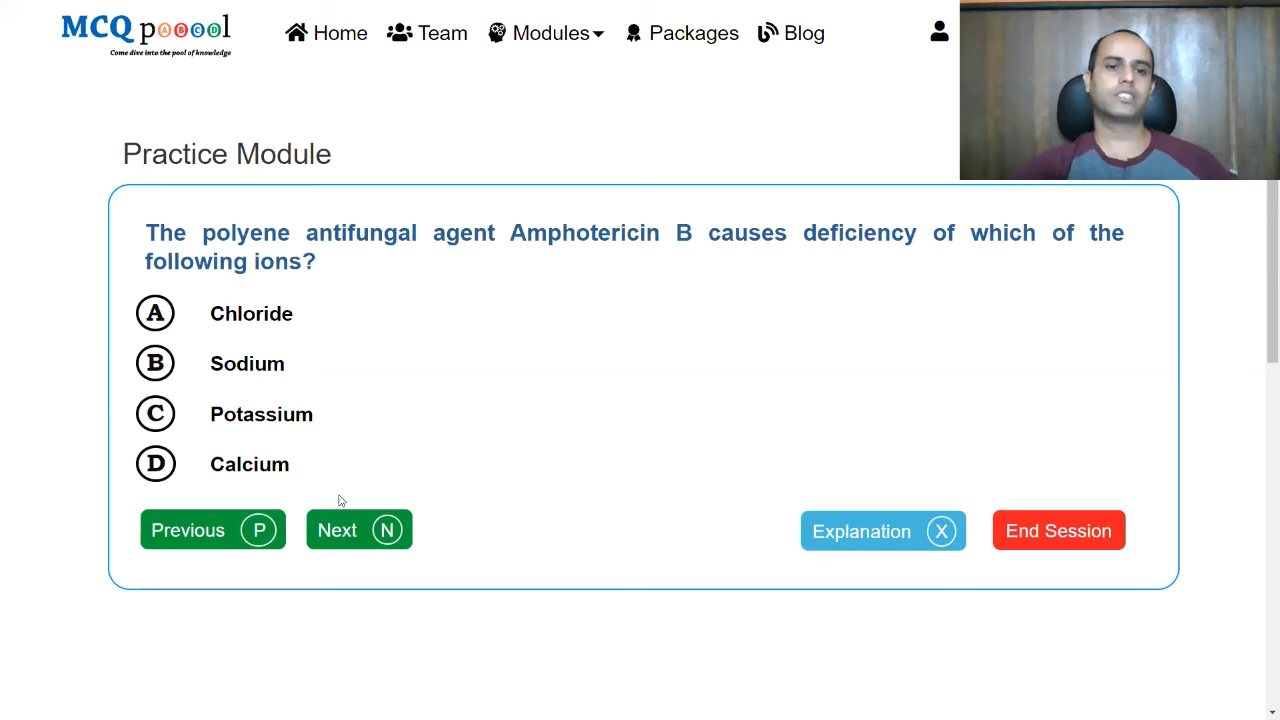 MCQ pABCDl
Come dive into the pool of knowledge
Home Team Modules Packages Blog
Practice Module
The polyene antifungal agent Amphotericin B causes deficiency of which of the
following ions?
A Chloride
B Sodium
C Potassium
D Calcium
Previous P Next N Explanation X End Session